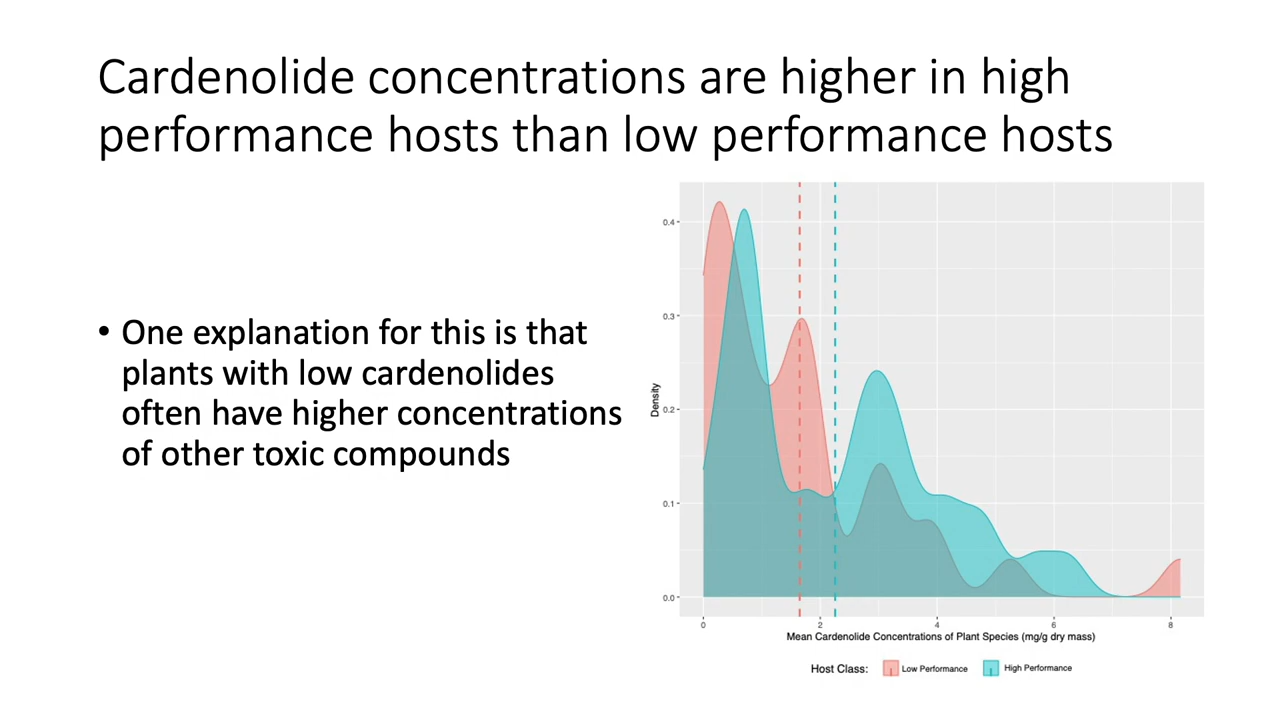 Cardenolide concentrations are higher in high
performance hosts than low performance hosts
• One explanation for this is that
plants with low cardenolides
often have higher concentrations
of other toxic compounds
Density
0.4
0.3
0.2
0.1
0.0
0 2 4 6 8
Mean Cardenolide Concentrations of Plant Species (mg/g dry mass)
Host Class: Low Performance High Performance